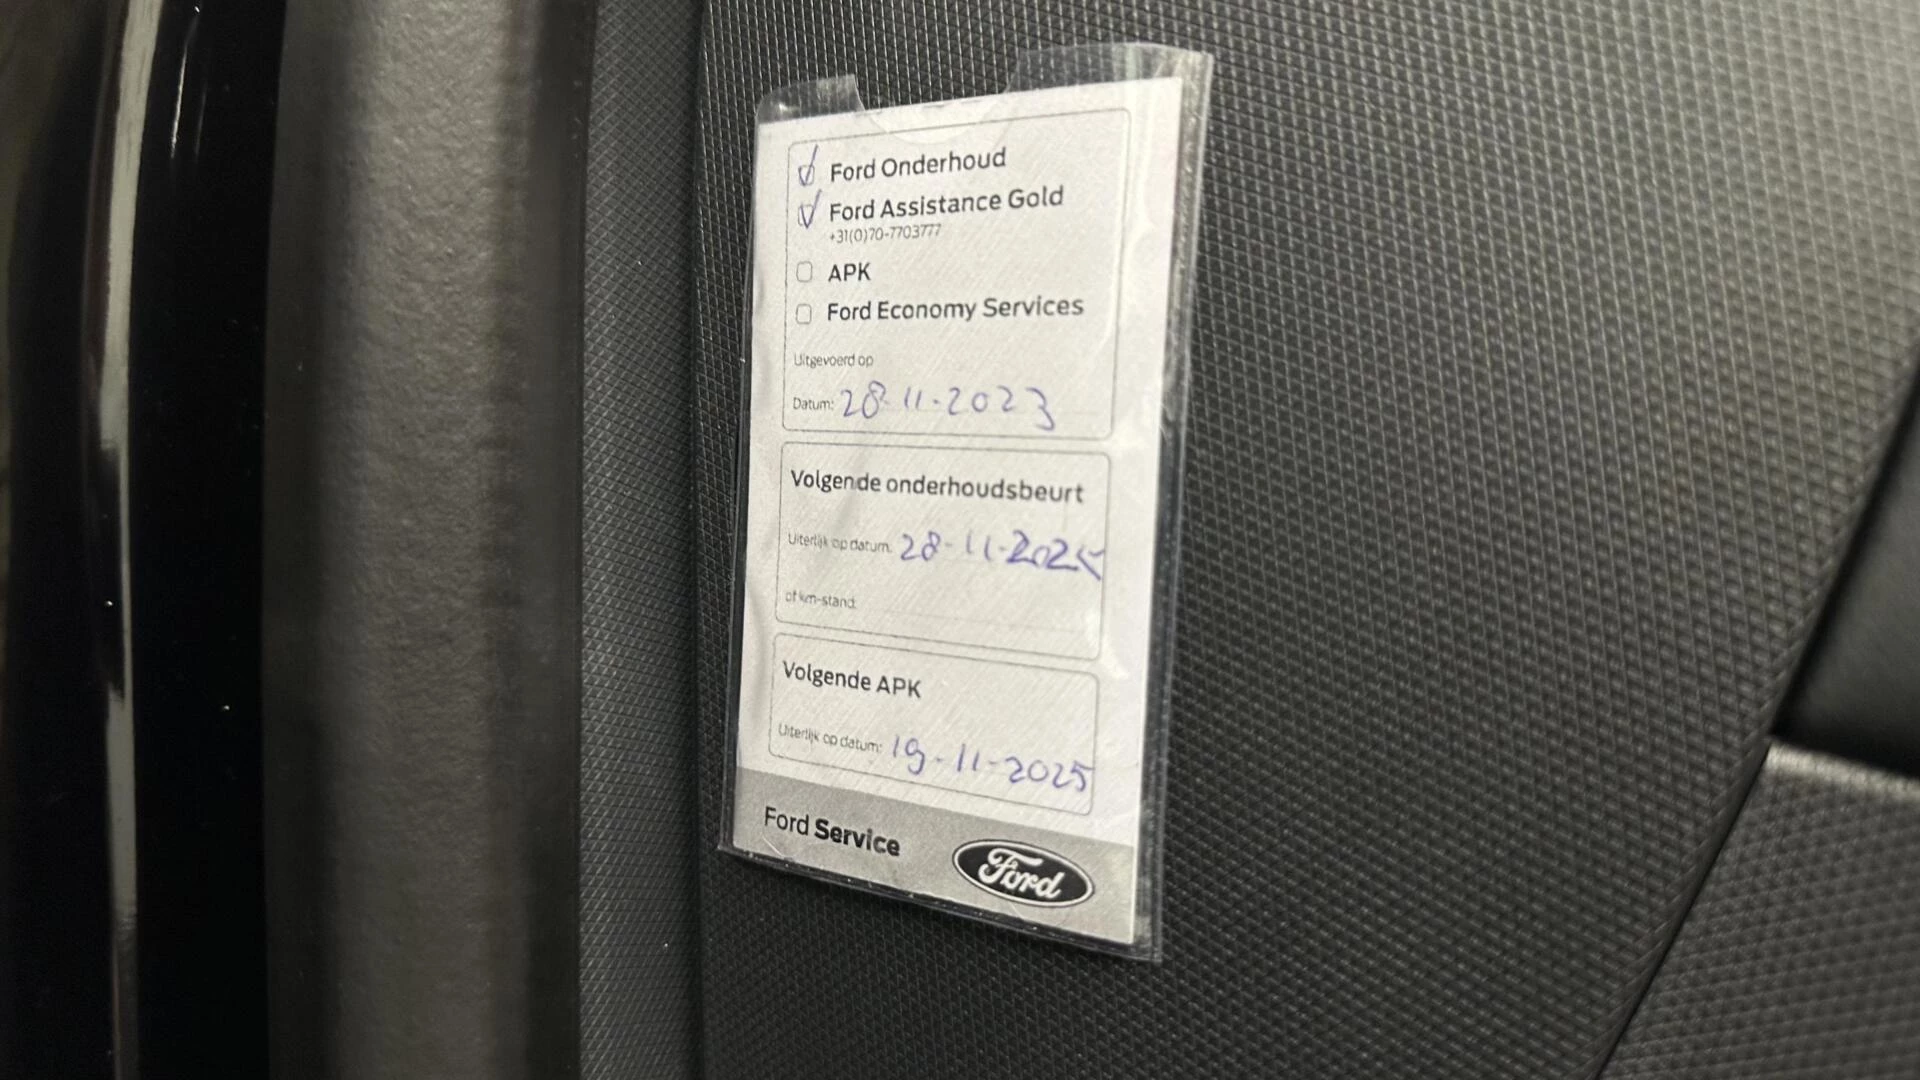 Ford Onderhoud
Ford Assistance Gold
+31(0)70-7703777
APK
Ford Economy Services
Uitgevoerd op
Datum: 28-11-2023
Volgende onderhoudsbeurt
Uiterlijk op datum: 28-11-2025
of km-stand:
Volgende APK
Uiterlijk op datum: 19-11-2025
Ford Service
Ford